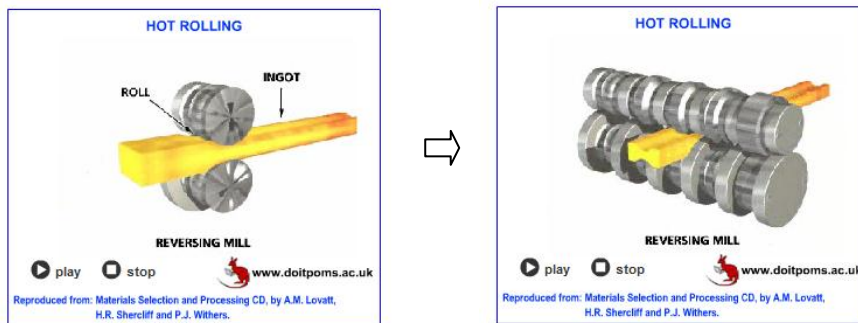 HOT ROLLING
ROLL
INGOT
REVERSING MILL
play
stop
www.doitpoms.ac.uk
Reproduced from: Materials Selection and Processing CD, by A.M. Lovatt,
H.R. Shercliff and P.J. Withers.
HOT ROLLING
REVERSING MILL
play
stop
www.doitpoms.ac.uk
Reproduced from: Materials Selection and Processing CD, by A.M. Lovatt,
H.R. Shercliff and P.J. Withers.